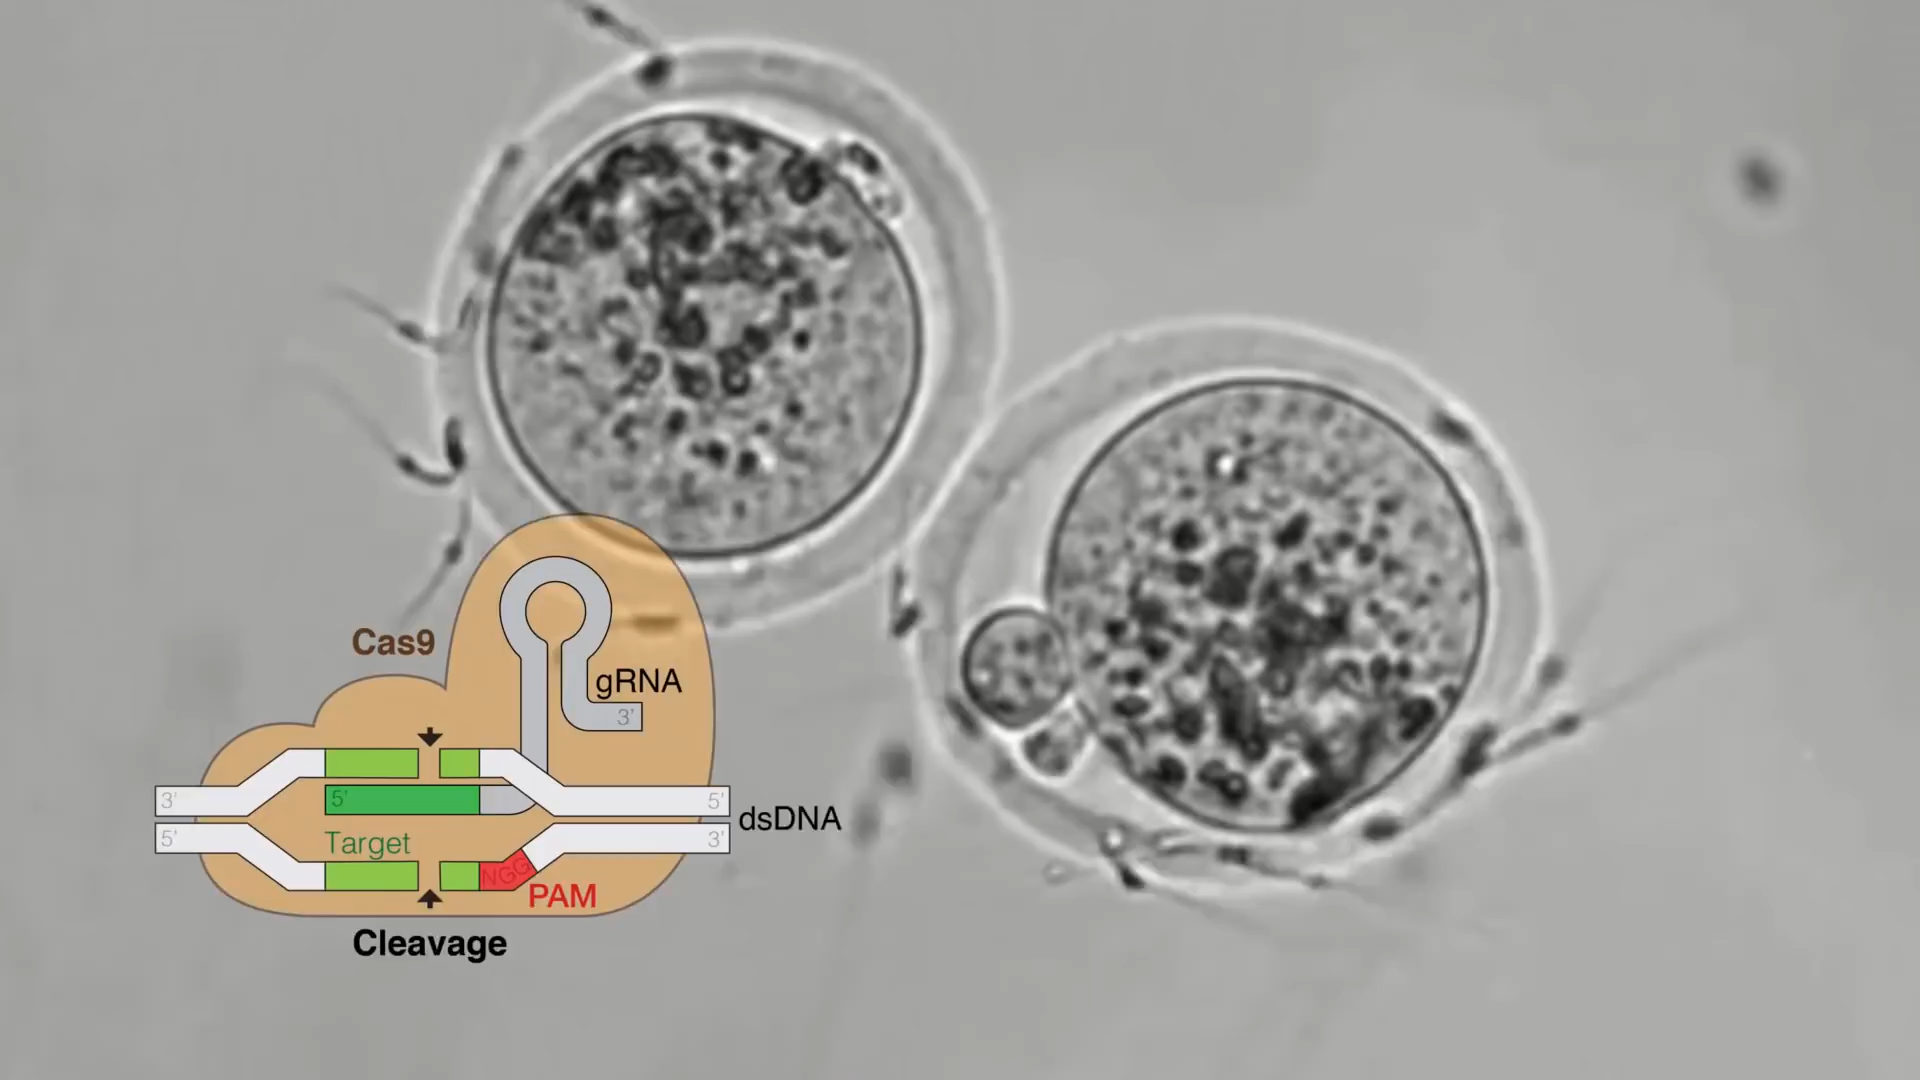 Cas9
gRNA
3'
3'
5'
5'
dsDNA
5'
3'
Target
NGG
PAM
Cleavage